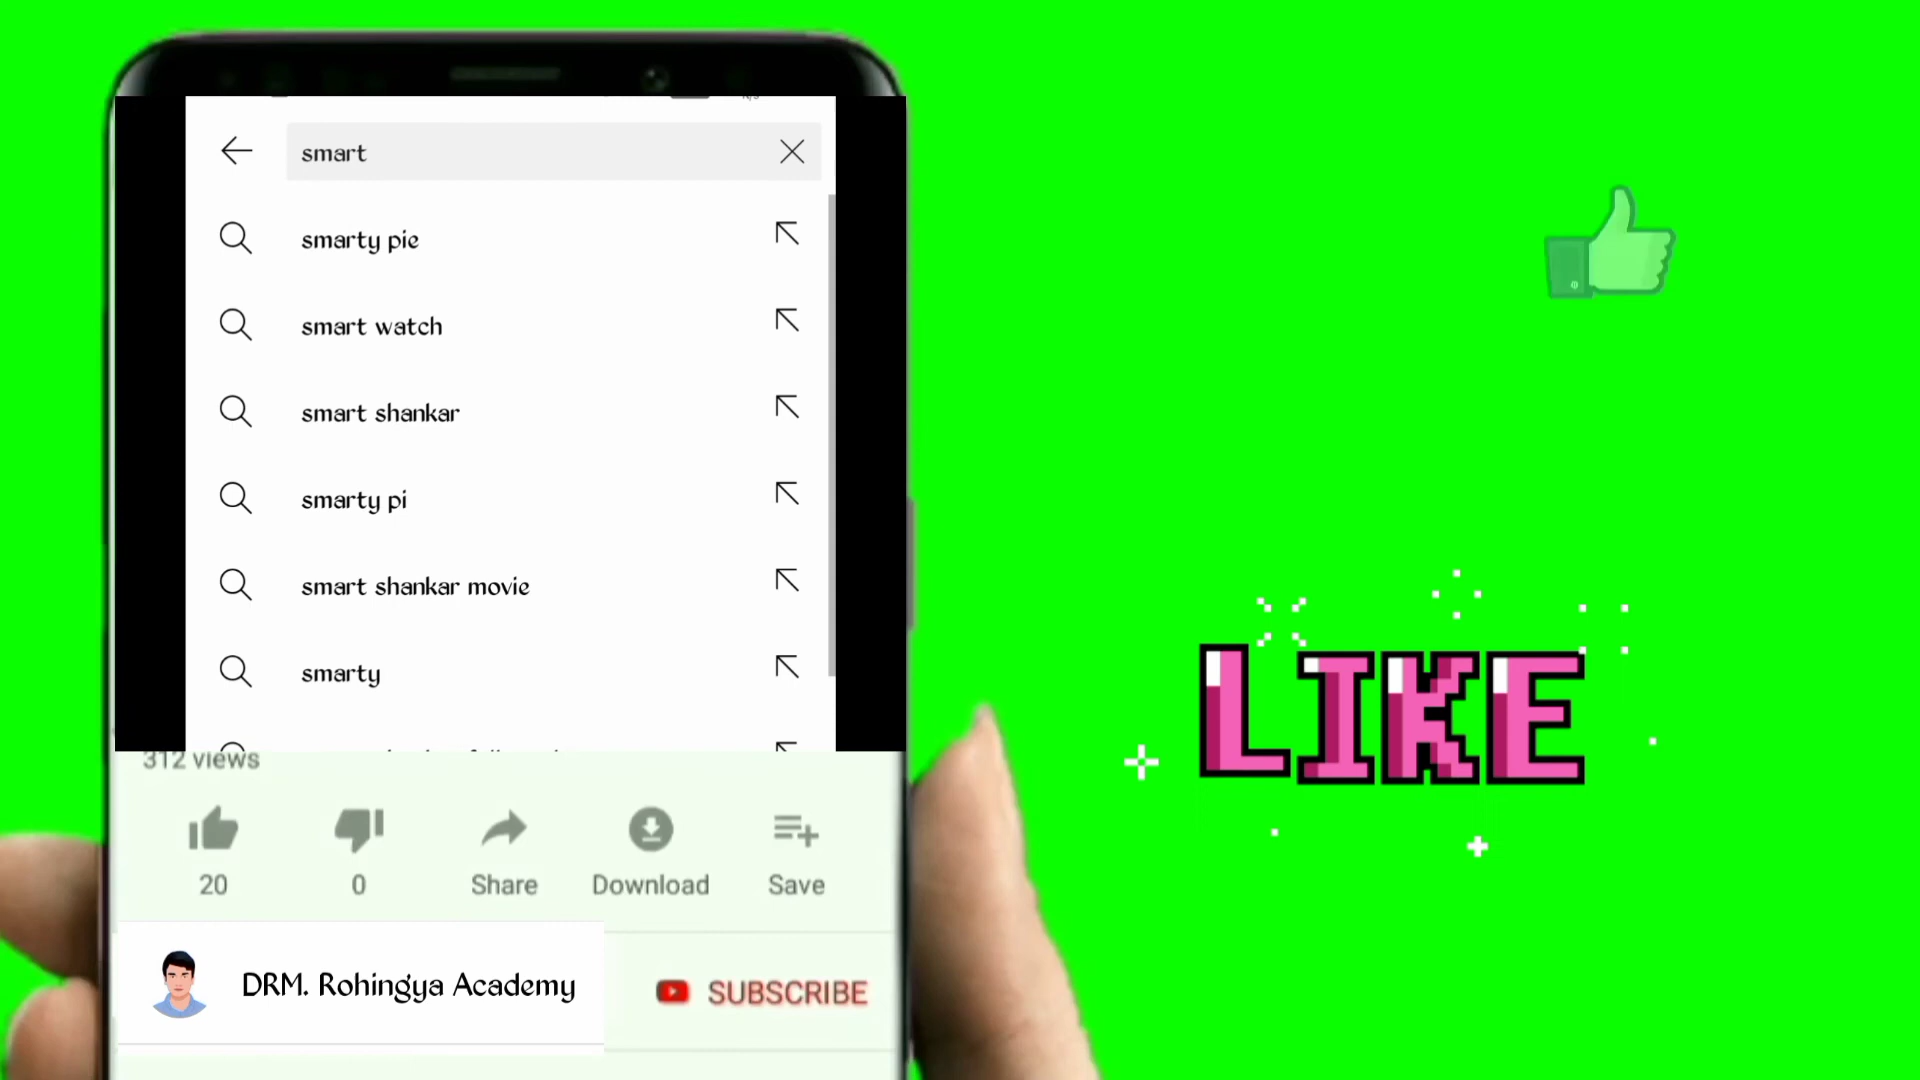 smart
smarty pie
smart watch
smart shankar
smarty pi
smart shankar movie
smarty
312 views
20
0
Share
Download
Save
DRM. Rohingya Academy
SUBSCRIBE
LIKE